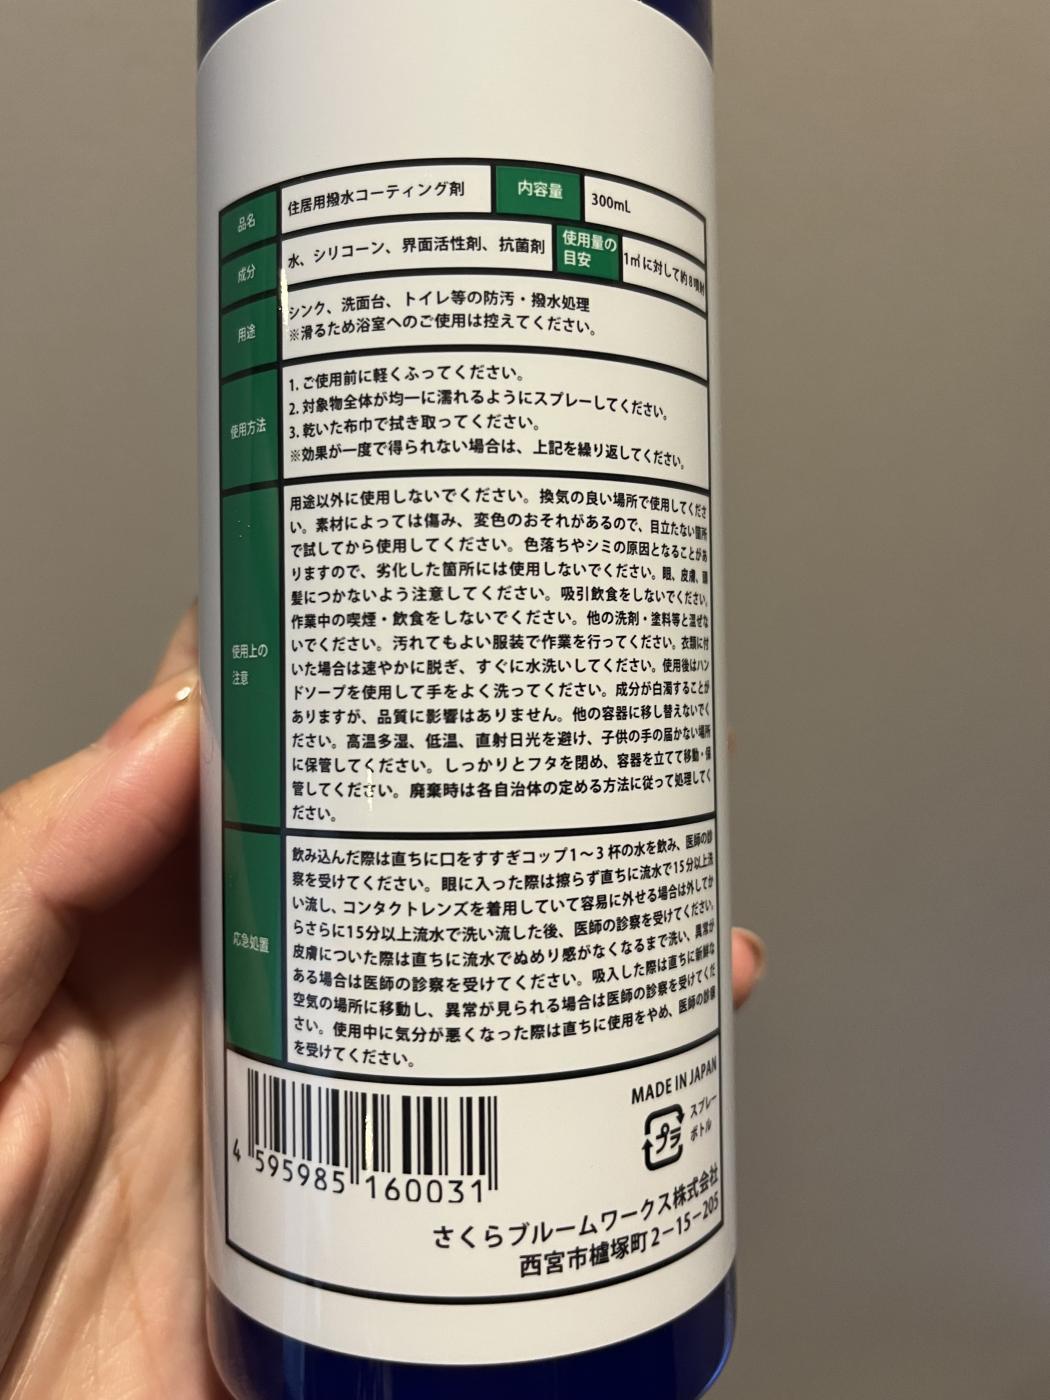 品名
住居用撥水コーティング剤
内容量
300mL
成分
水、シリコーン、界面活性剤、抗菌剤
使用量の
目安
1㎡に対して約8噴射
用途
シンク、洗面台、トイレ等の防汚・撥水処理
※滑るため浴室へのご使用は控えてください。
使用方法
1. ご使用前に軽くふってください。
2. 対象物全体が均一に濡れるようにスプレーしてください。
3. 乾いた布巾で拭き取ってください。
※効果が一度で得られない場合は、上記を繰り返してください。
使用上の
注意
用途以外に使用しないでください。換気の良い場所で使用してくださ
い。素材によっては傷み、変色のおそれがあるので、目立たない箇所
で試してから使用してください。色落ちやシミの原因となることがあ
りますので、劣化した箇所には使用しないでください。眼、皮膚、頭
髪につかないよう注意してください。吸引飲食をしないでください。
作業中の喫煙・飲食をしないでください。他の洗剤・塗料等と混ぜな
いでください。汚れてもよい服装で作業を行ってください。衣類に付
いた場合は速やかに脱ぎ、すぐに水洗いしてください。使用後はハン
ドソープを使用して手をよく洗ってください。成分が白濁することが
ありますが、品質に影響はありません。他の容器に移し替えないでく
ださい。高温多湿、低温、直射日光を避け、子供の手の届かない場所
に保管してください。しっかりとフタを閉め、容器を立てて移動・保
管してください。廃棄時は各自治体の定める方法に従って処理してく
ださい。
応急処置
飲み込んだ際は直ちに口をすすぎコップ1〜3杯の水を飲み、医師の診
察を受けてください。眼に入った際は擦らず直ちに流水で15分以上洗
い流し、コンタクトレンズを着用していて容易に外せる場合は外してか
らさらに15分以上流水で洗い流した後、医師の診察を受けてください。
皮膚についた際は直ちに流水でぬめり感がなくなるまで洗い、異常が
ある場合は医師の診察を受けてください。吸入した際は直ちに新鮮な
空気の場所に移動し、異常が見られる場合は医師の診察を受けてくだ
さい。使用中に気分が悪くなった際は直ちに使用をやめ、医師の診察
を受けてください。
4 595985 160031
MADE IN JAPAN
プラ
スプレー
ボトル
さくらブルームワークス株式会社
西宮市櫨塚町2−15−205